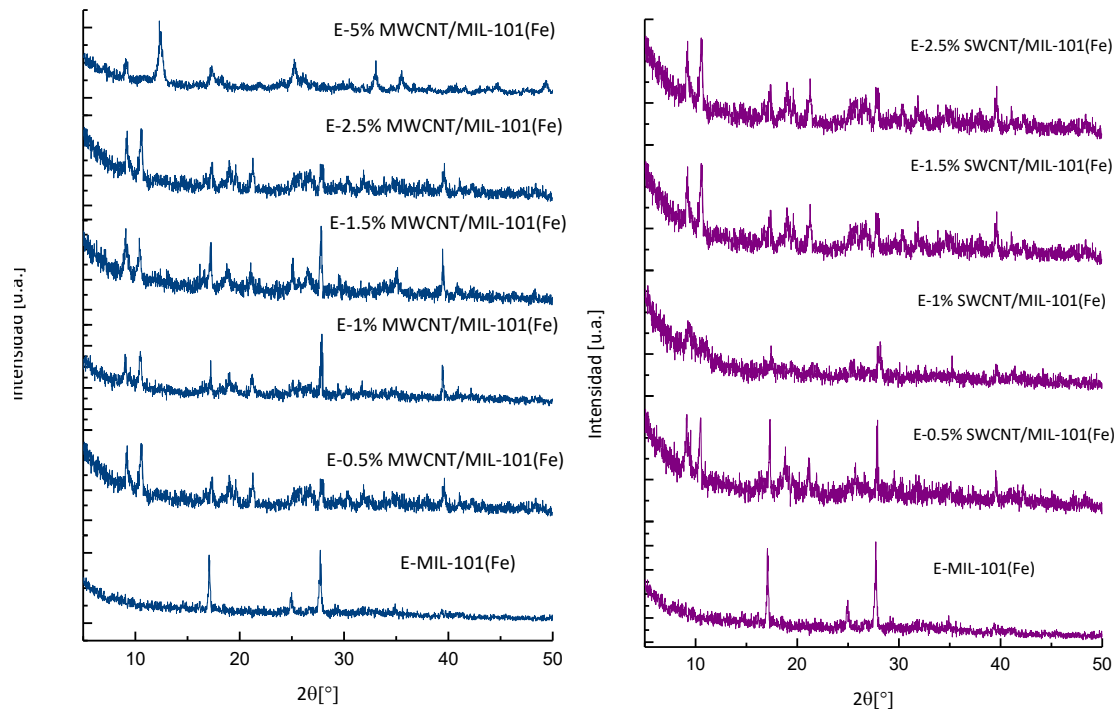 E-5% MWCNT/MIL-101(Fe)
E-2.5% MWCNT/MIL-101(Fe)
E-1.5% MWCNT/MIL-101(Fe)
E-1% MWCNT/MIL-101(Fe)
E-0.5% MWCNT/MIL-101(Fe)
E-MIL-101(Fe)
Intensidad [u.a.]
10 20 30 40 50
2θ[°]
E-2.5% SWCNT/MIL-101(Fe)
E-1.5% SWCNT/MIL-101(Fe)
E-1% SWCNT/MIL-101(Fe)
E-0.5% SWCNT/MIL-101(Fe)
E-MIL-101(Fe)
Intensidad [u.a.]
10 20 30 40 50
2θ[°]